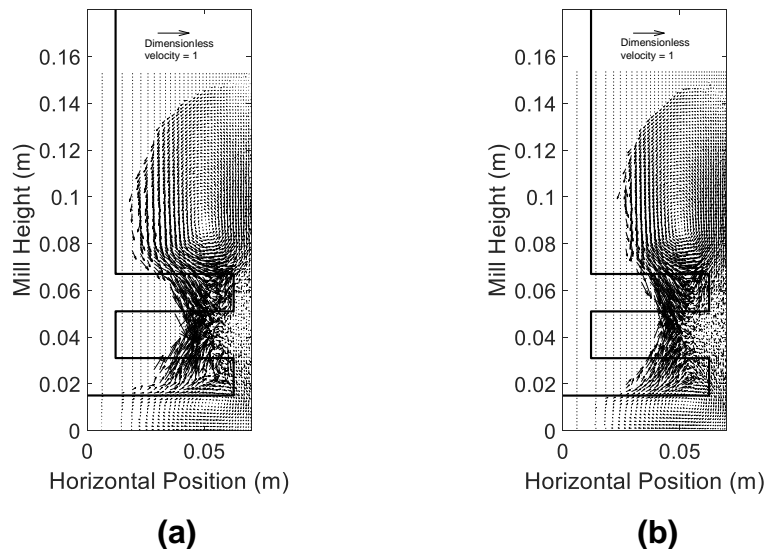 Dimensionless
velocity = 1
0.16
0.14
0.12
0.1
0.08
0.06
0.04
0.02
0
Mill Height (m)
0
0.05
Horizontal Position (m)
(a)
Dimensionless
velocity = 1
0.16
0.14
0.12
0.1
0.08
0.06
0.04
0.02
0
Mill Height (m)
0
0.05
Horizontal Position (m)
(b)